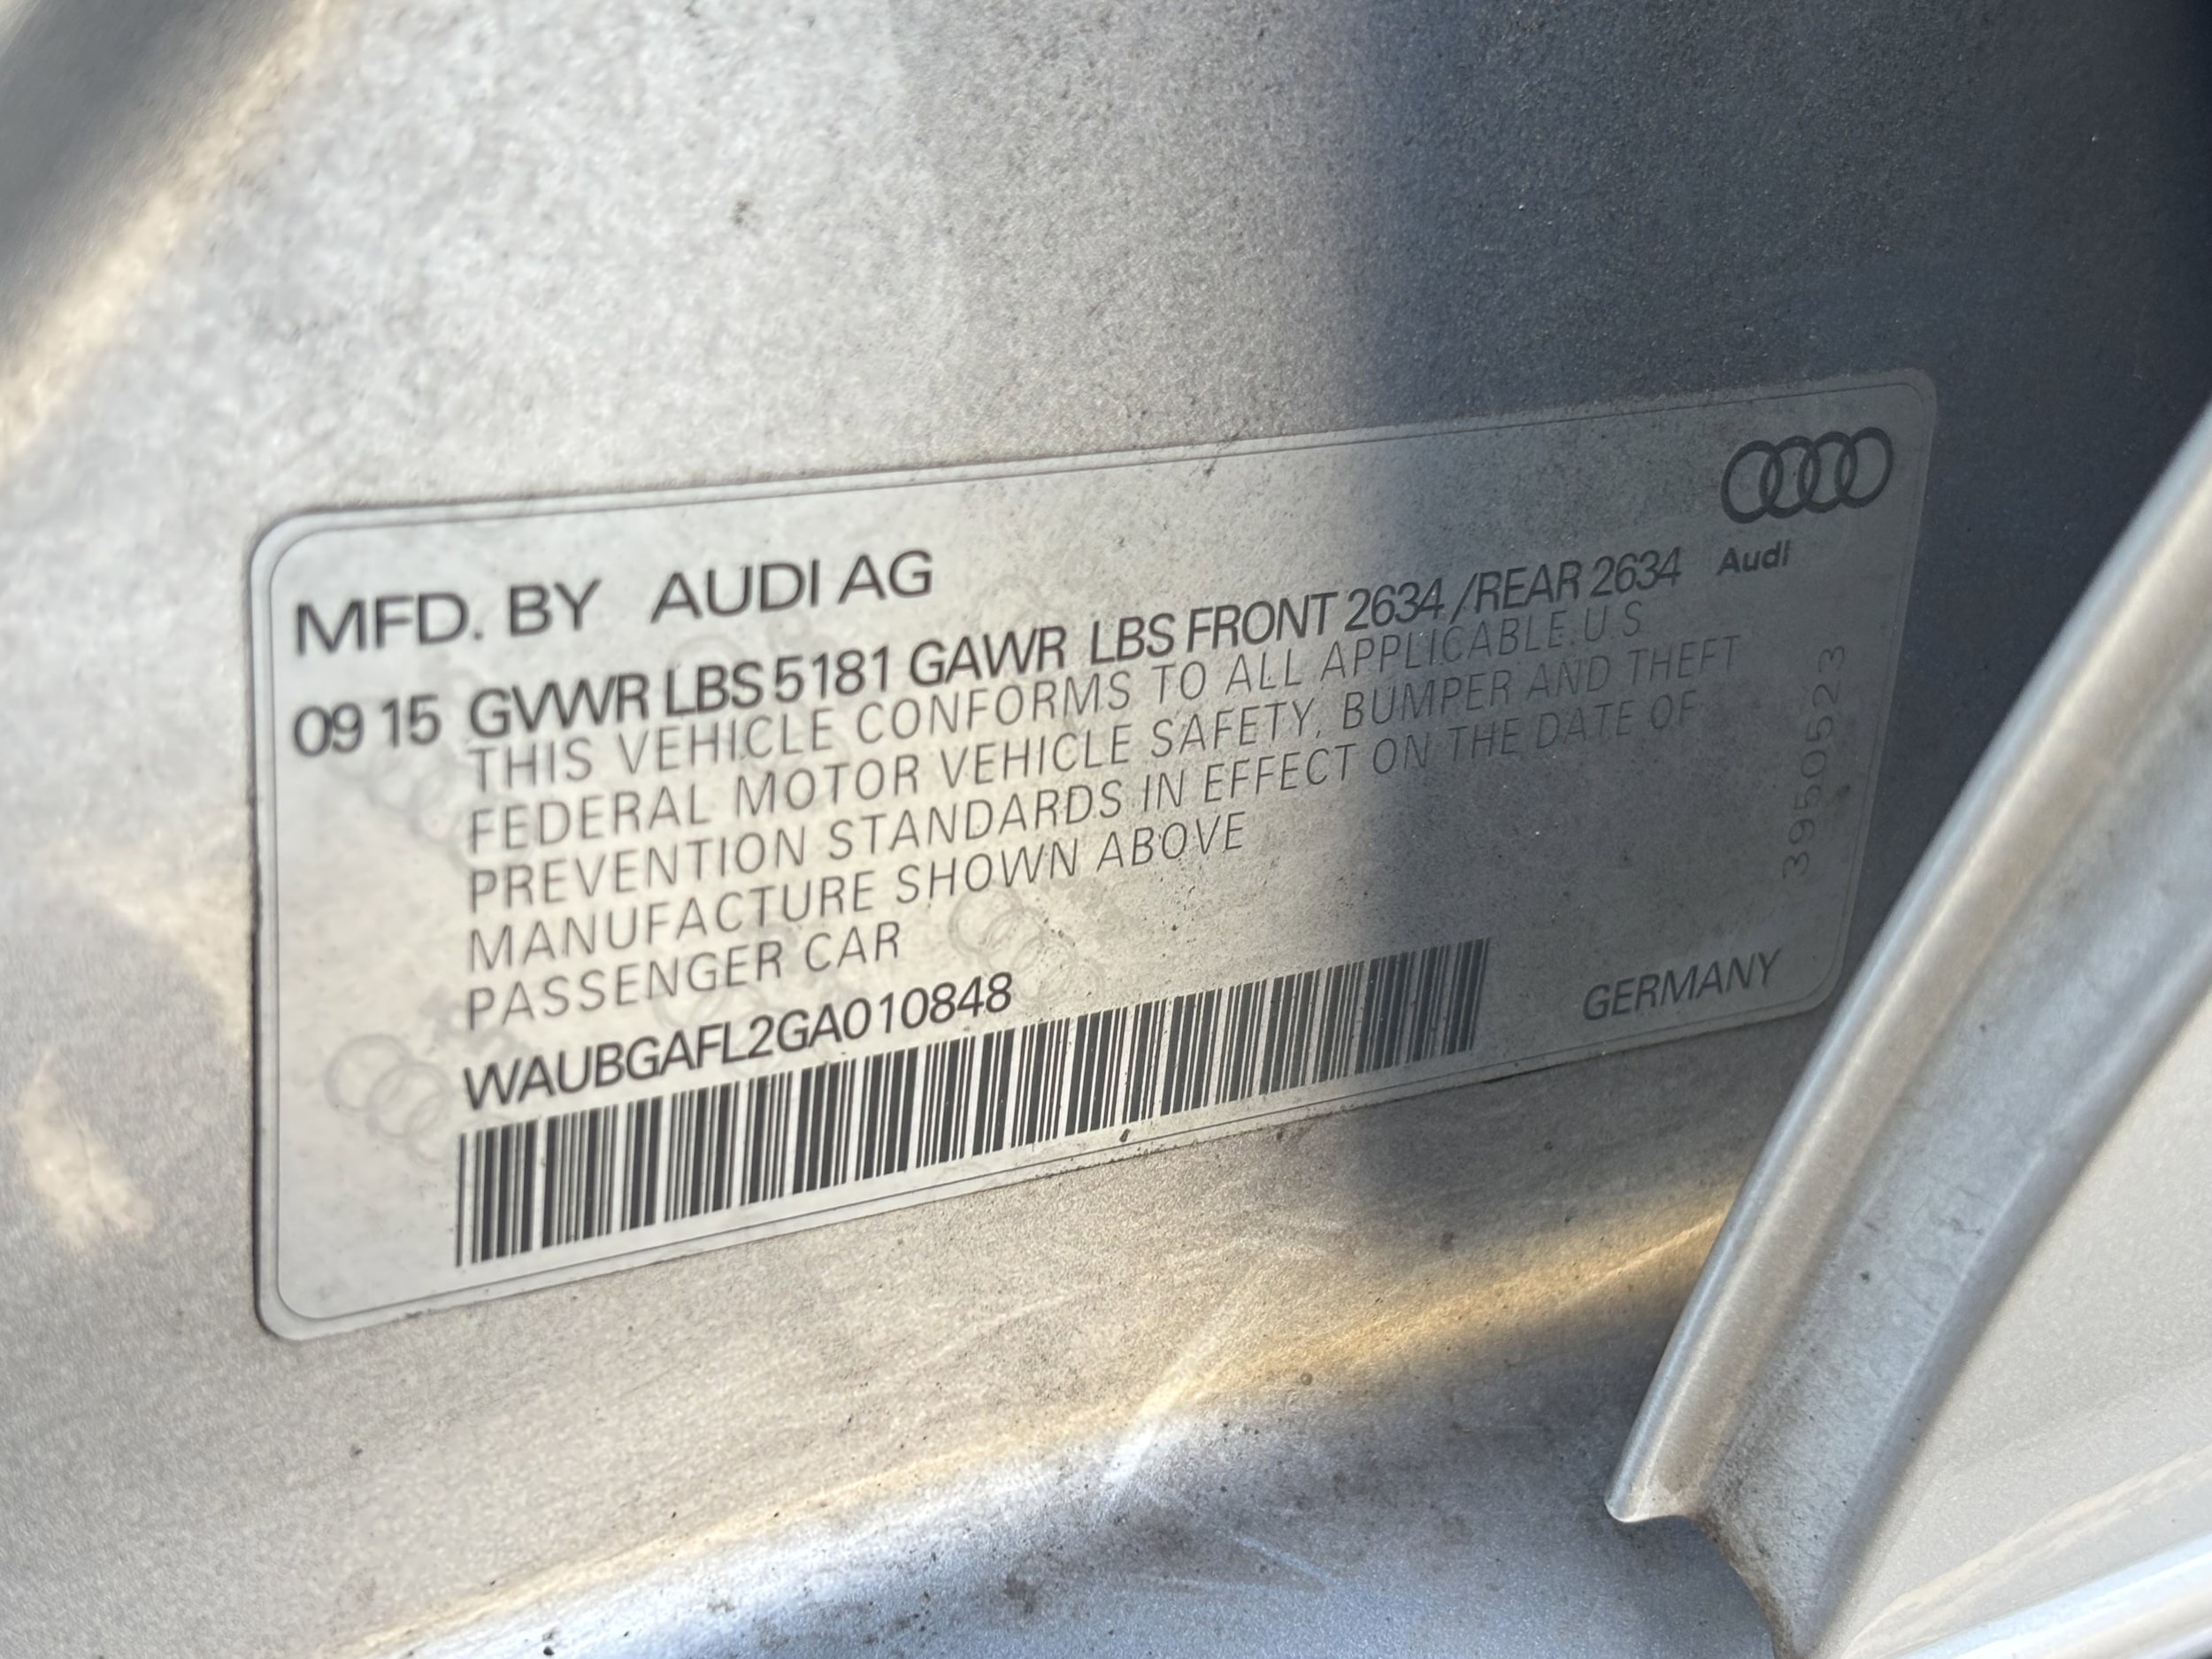 MFD. BY AUDI AG
Audi
09 15 GVWR LBS 5181 GAWR LBS FRONT 2634 /REAR 2634
THIS VEHICLE CONFORMS TO ALL APPLICABLE U S
FEDERAL MOTOR VEHICLE SAFETY, BUMPER AND THEFT
PREVENTION STANDARDS IN EFFECT ON THE DATE OF
MANUFACTURE SHOWN ABOVE
PASSENGER CAR
WAUBGAFL2GA010848
GERMANY
3950523